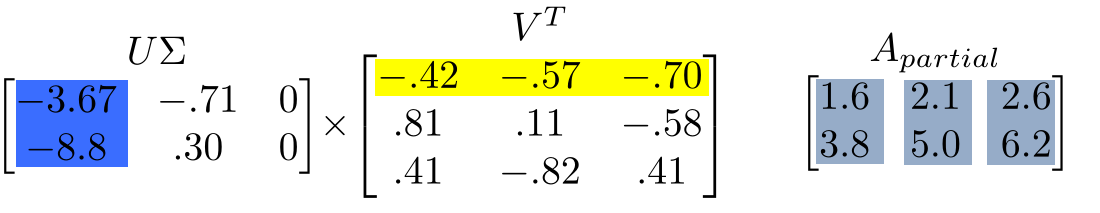 UΣ V^T A_partial
[−3.67 −.71 0] × [−.42 −.57 −.70] [1.6 2.1 2.6]
[−8.8 .30 0] [.81 .11 −.58] [3.8 5.0 6.2]
[.41 −.82 .41]